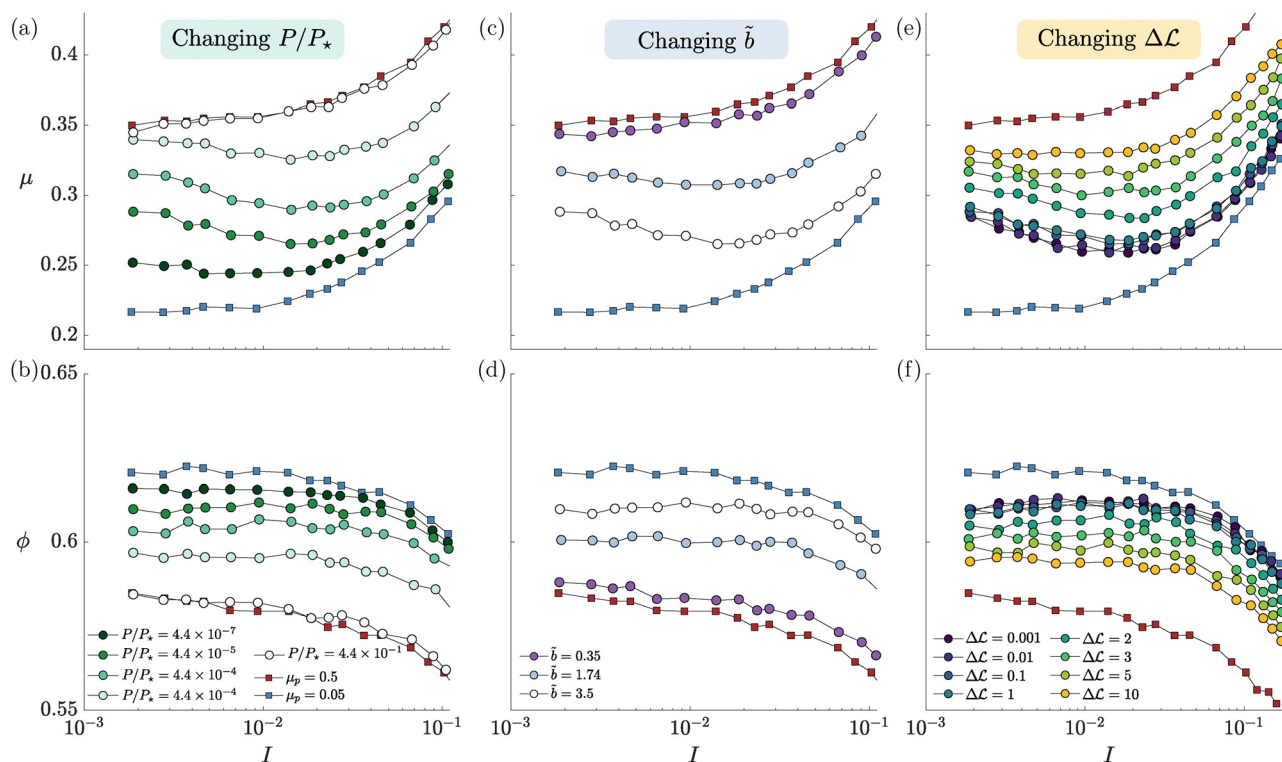 (a)
Changing P/P⋆
0.4
0.35
μ
0.3
0.25
0.2
(c)
Changing b̃
(e)
Changing Δℒ
(b)
0.65
ϕ
0.6
0.55
P/P⋆ = 4.4 × 10⁻⁷
P/P⋆ = 4.4 × 10⁻⁵
P/P⋆ = 4.4 × 10⁻⁴
P/P⋆ = 4.4 × 10⁻⁴
P/P⋆ = 4.4 × 10⁻¹
μₚ = 0.5
μₚ = 0.05
10⁻³
10⁻²
10⁻¹
I
(d)
b̃ = 0.35
b̃ = 1.74
b̃ = 3.5
10⁻³
10⁻²
10⁻¹
I
(f)
Δℒ = 0.001
Δℒ = 0.01
Δℒ = 0.1
Δℒ = 1
Δℒ = 2
Δℒ = 3
Δℒ = 5
Δℒ = 10
10⁻³
10⁻²
10⁻¹
I